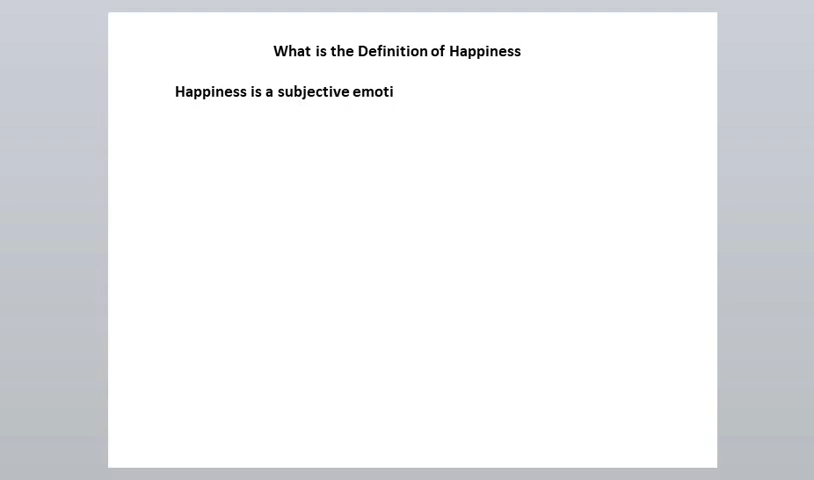 What is the Definition of Happiness
Happiness is a subjective emoti